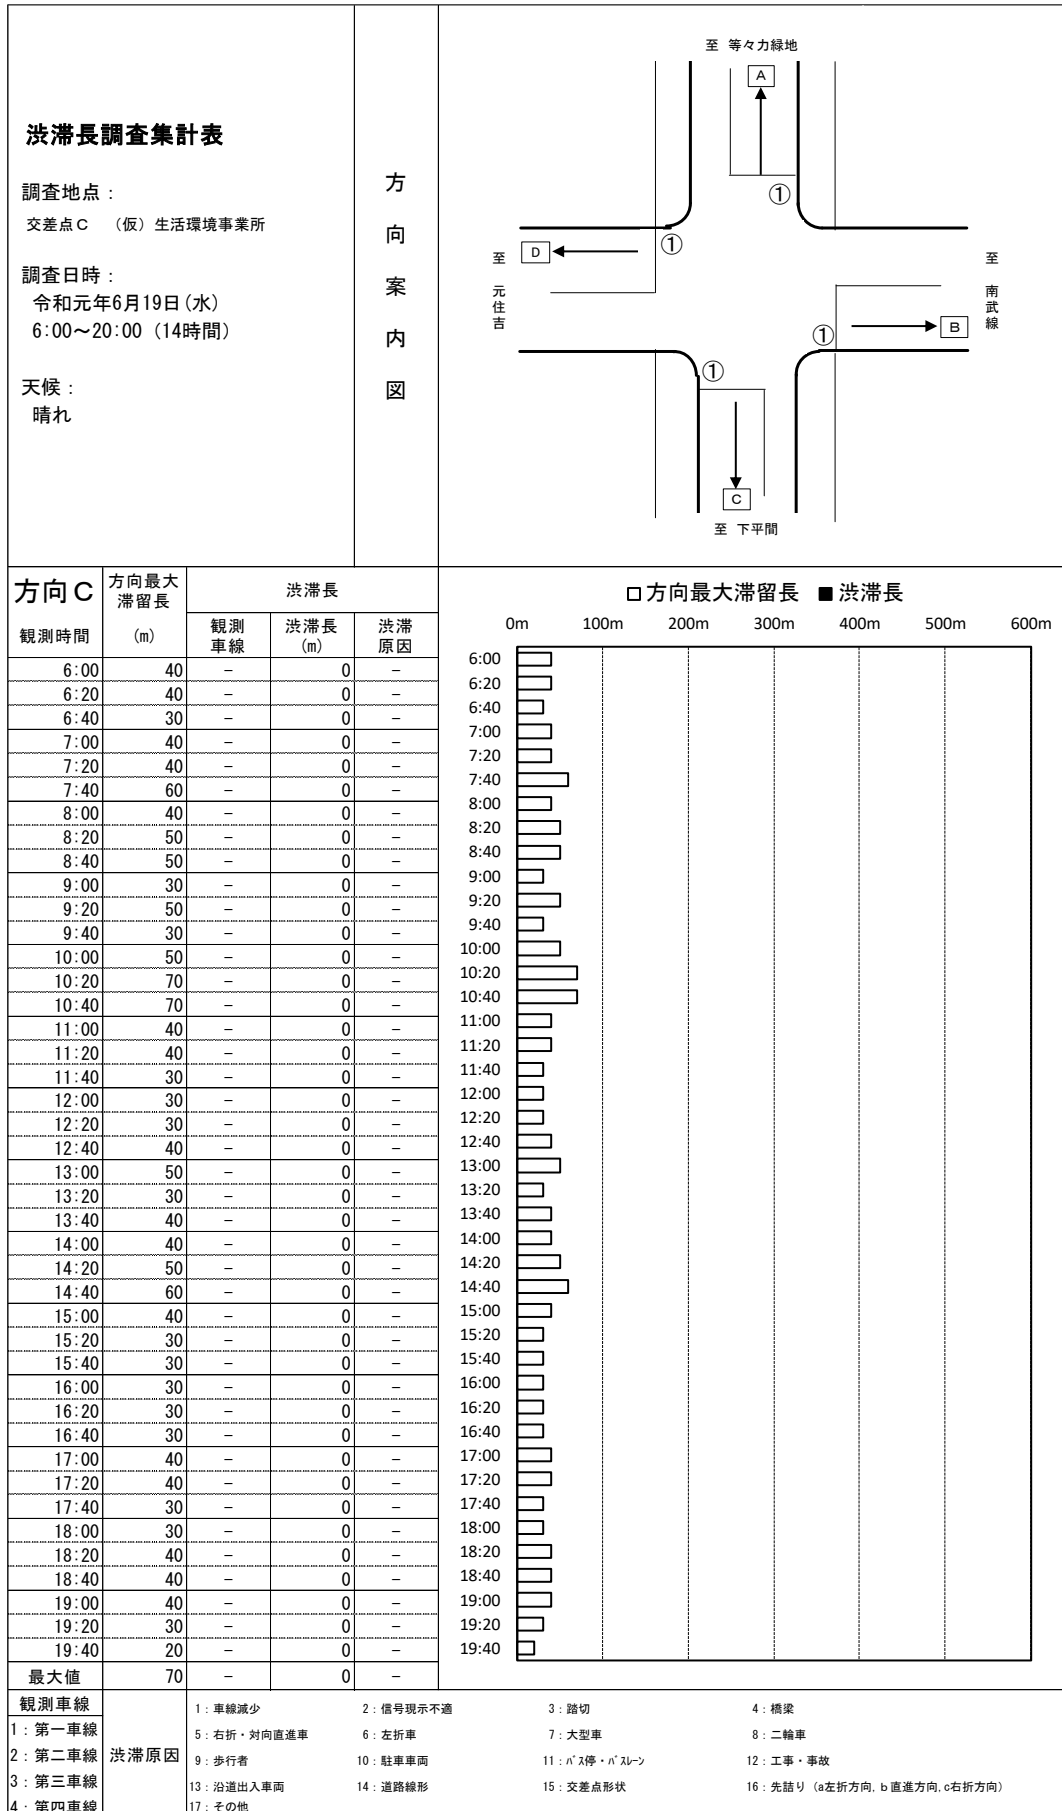 渋滞長調査集計表
調査地点：
交差点C （仮）生活環境事業所
調査日時：
令和元年6月19日(水)
6:00～20:00 (14時間)
天候：
晴れ
方向案内図
至 等々力緑地
A
①
①
至 元住吉
D
至 南武線
B
①
①
C
至 下平間
方向C 方向最大滞留長 (m) 渋滞長
観測時間 観測車線 渋滞長(m) 渋滞原因
6:00 40 － 0 －
6:20 40 － 0 －
6:40 30 － 0 －
7:00 40 － 0 －
7:20 40 － 0 －
7:40 60 － 0 －
8:00 40 － 0 －
8:20 50 － 0 －
8:40 50 － 0 －
9:00 30 － 0 －
9:20 50 － 0 －
9:40 30 － 0 －
10:00 50 － 0 －
10:20 70 － 0 －
10:40 70 － 0 －
11:00 40 － 0 －
11:20 40 － 0 －
11:40 30 － 0 －
12:00 30 － 0 －
12:20 30 － 0 －
12:40 40 － 0 －
13:00 50 － 0 －
13:20 30 － 0 －
13:40 40 － 0 －
14:00 40 － 0 －
14:20 50 － 0 －
14:40 60 － 0 －
15:00 40 － 0 －
15:20 30 － 0 －
15:40 30 － 0 －
16:00 30 － 0 －
16:20 30 － 0 －
16:40 30 － 0 －
17:00 40 － 0 －
17:20 40 － 0 －
17:40 30 － 0 －
18:00 30 － 0 －
18:20 40 － 0 －
18:40 40 － 0 －
19:00 40 － 0 －
19:20 30 － 0 －
19:40 20 － 0 －
最大値 70 － 0 －
□方向最大滞留長 ■渋滞長
0m 100m 200m 300m 400m 500m 600m
6:00
6:20
6:40
7:00
7:20
7:40
8:00
8:20
8:40
9:00
9:20
9:40
10:00
10:20
10:40
11:00
11:20
11:40
12:00
12:20
12:40
13:00
13:20
13:40
14:00
14:20
14:40
15:00
15:20
15:40
16:00
16:20
16:40
17:00
17:20
17:40
18:00
18:20
18:40
19:00
19:20
19:40
観測車線
1：第一車線
2：第二車線
3：第三車線
4：第四車線
渋滞原因
1：車線減少 2：信号現示不適 3：踏切 4：橋梁
5：右折・対向直進車 6：左折車 7：大型車 8：二輪車
9：歩行者 10：駐車車両 11：ﾊﾞｽ停・ﾊﾞｽﾚｰﾝ 12：工事・事故
13：沿道出入車両 14：道路線形 15：交差点形状 16：先詰り（a左折方向, b直進方向, c右折方向）
17：その他